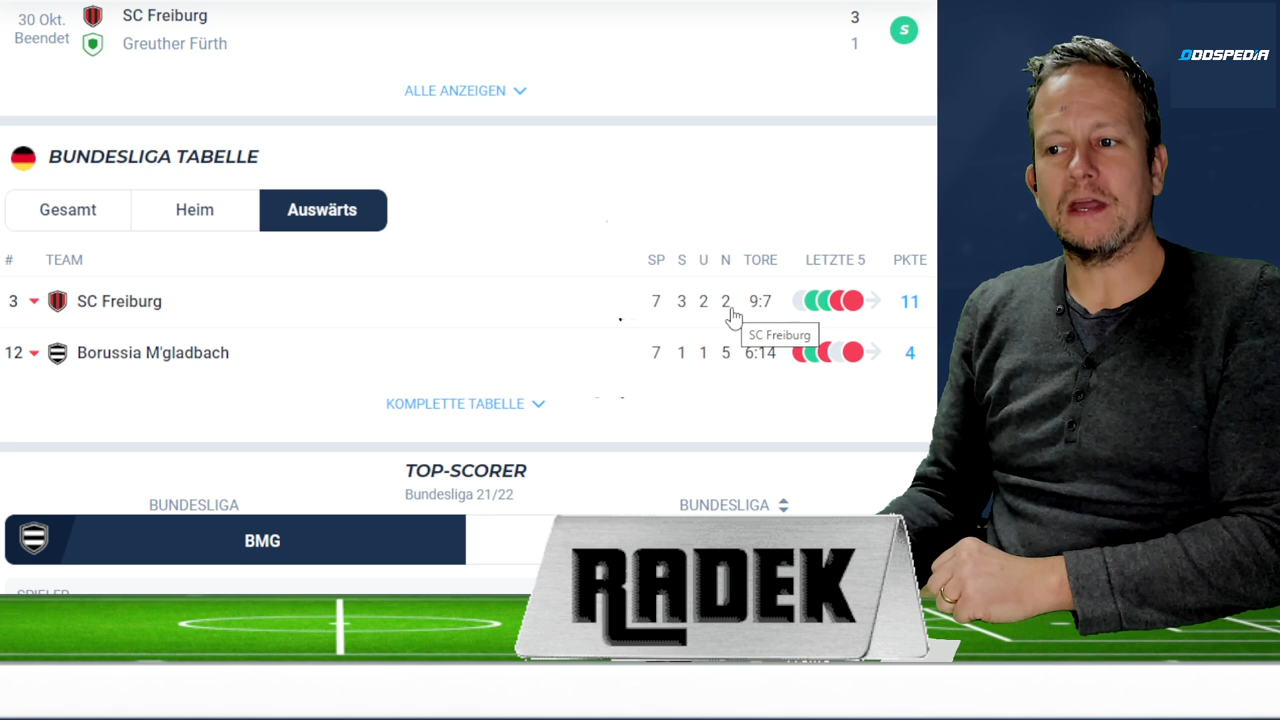 30 Okt.
SC Freiburg
3
Beendet
Greuther Fürth
1
S
ALLE ANZEIGEN
ODDSPEDIA
BUNDESLIGA TABELLE
Gesamt
Heim
Auswärts
# TEAM SP S U N TORE LETZTE 5 PKTE
3 SC Freiburg 7 3 2 2 9:7 11
SC Freiburg
12 Borussia M'gladbach 7 1 1 5 6:14 4
KOMPLETTE TABELLE
TOP-SCORER
Bundesliga 21/22
BUNDESLIGA
BUNDESLIGA
BMG
SPIELER
RADEK